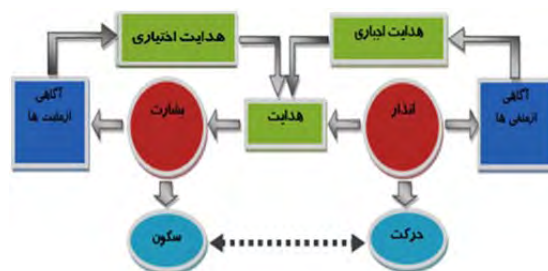 هدایت اجباری
هدایت اختیاری
آگاهی
ازمنفی ها
انذار
هدایت
بشارت
آگاهی
ازمثبت ها
حرکت
سکون